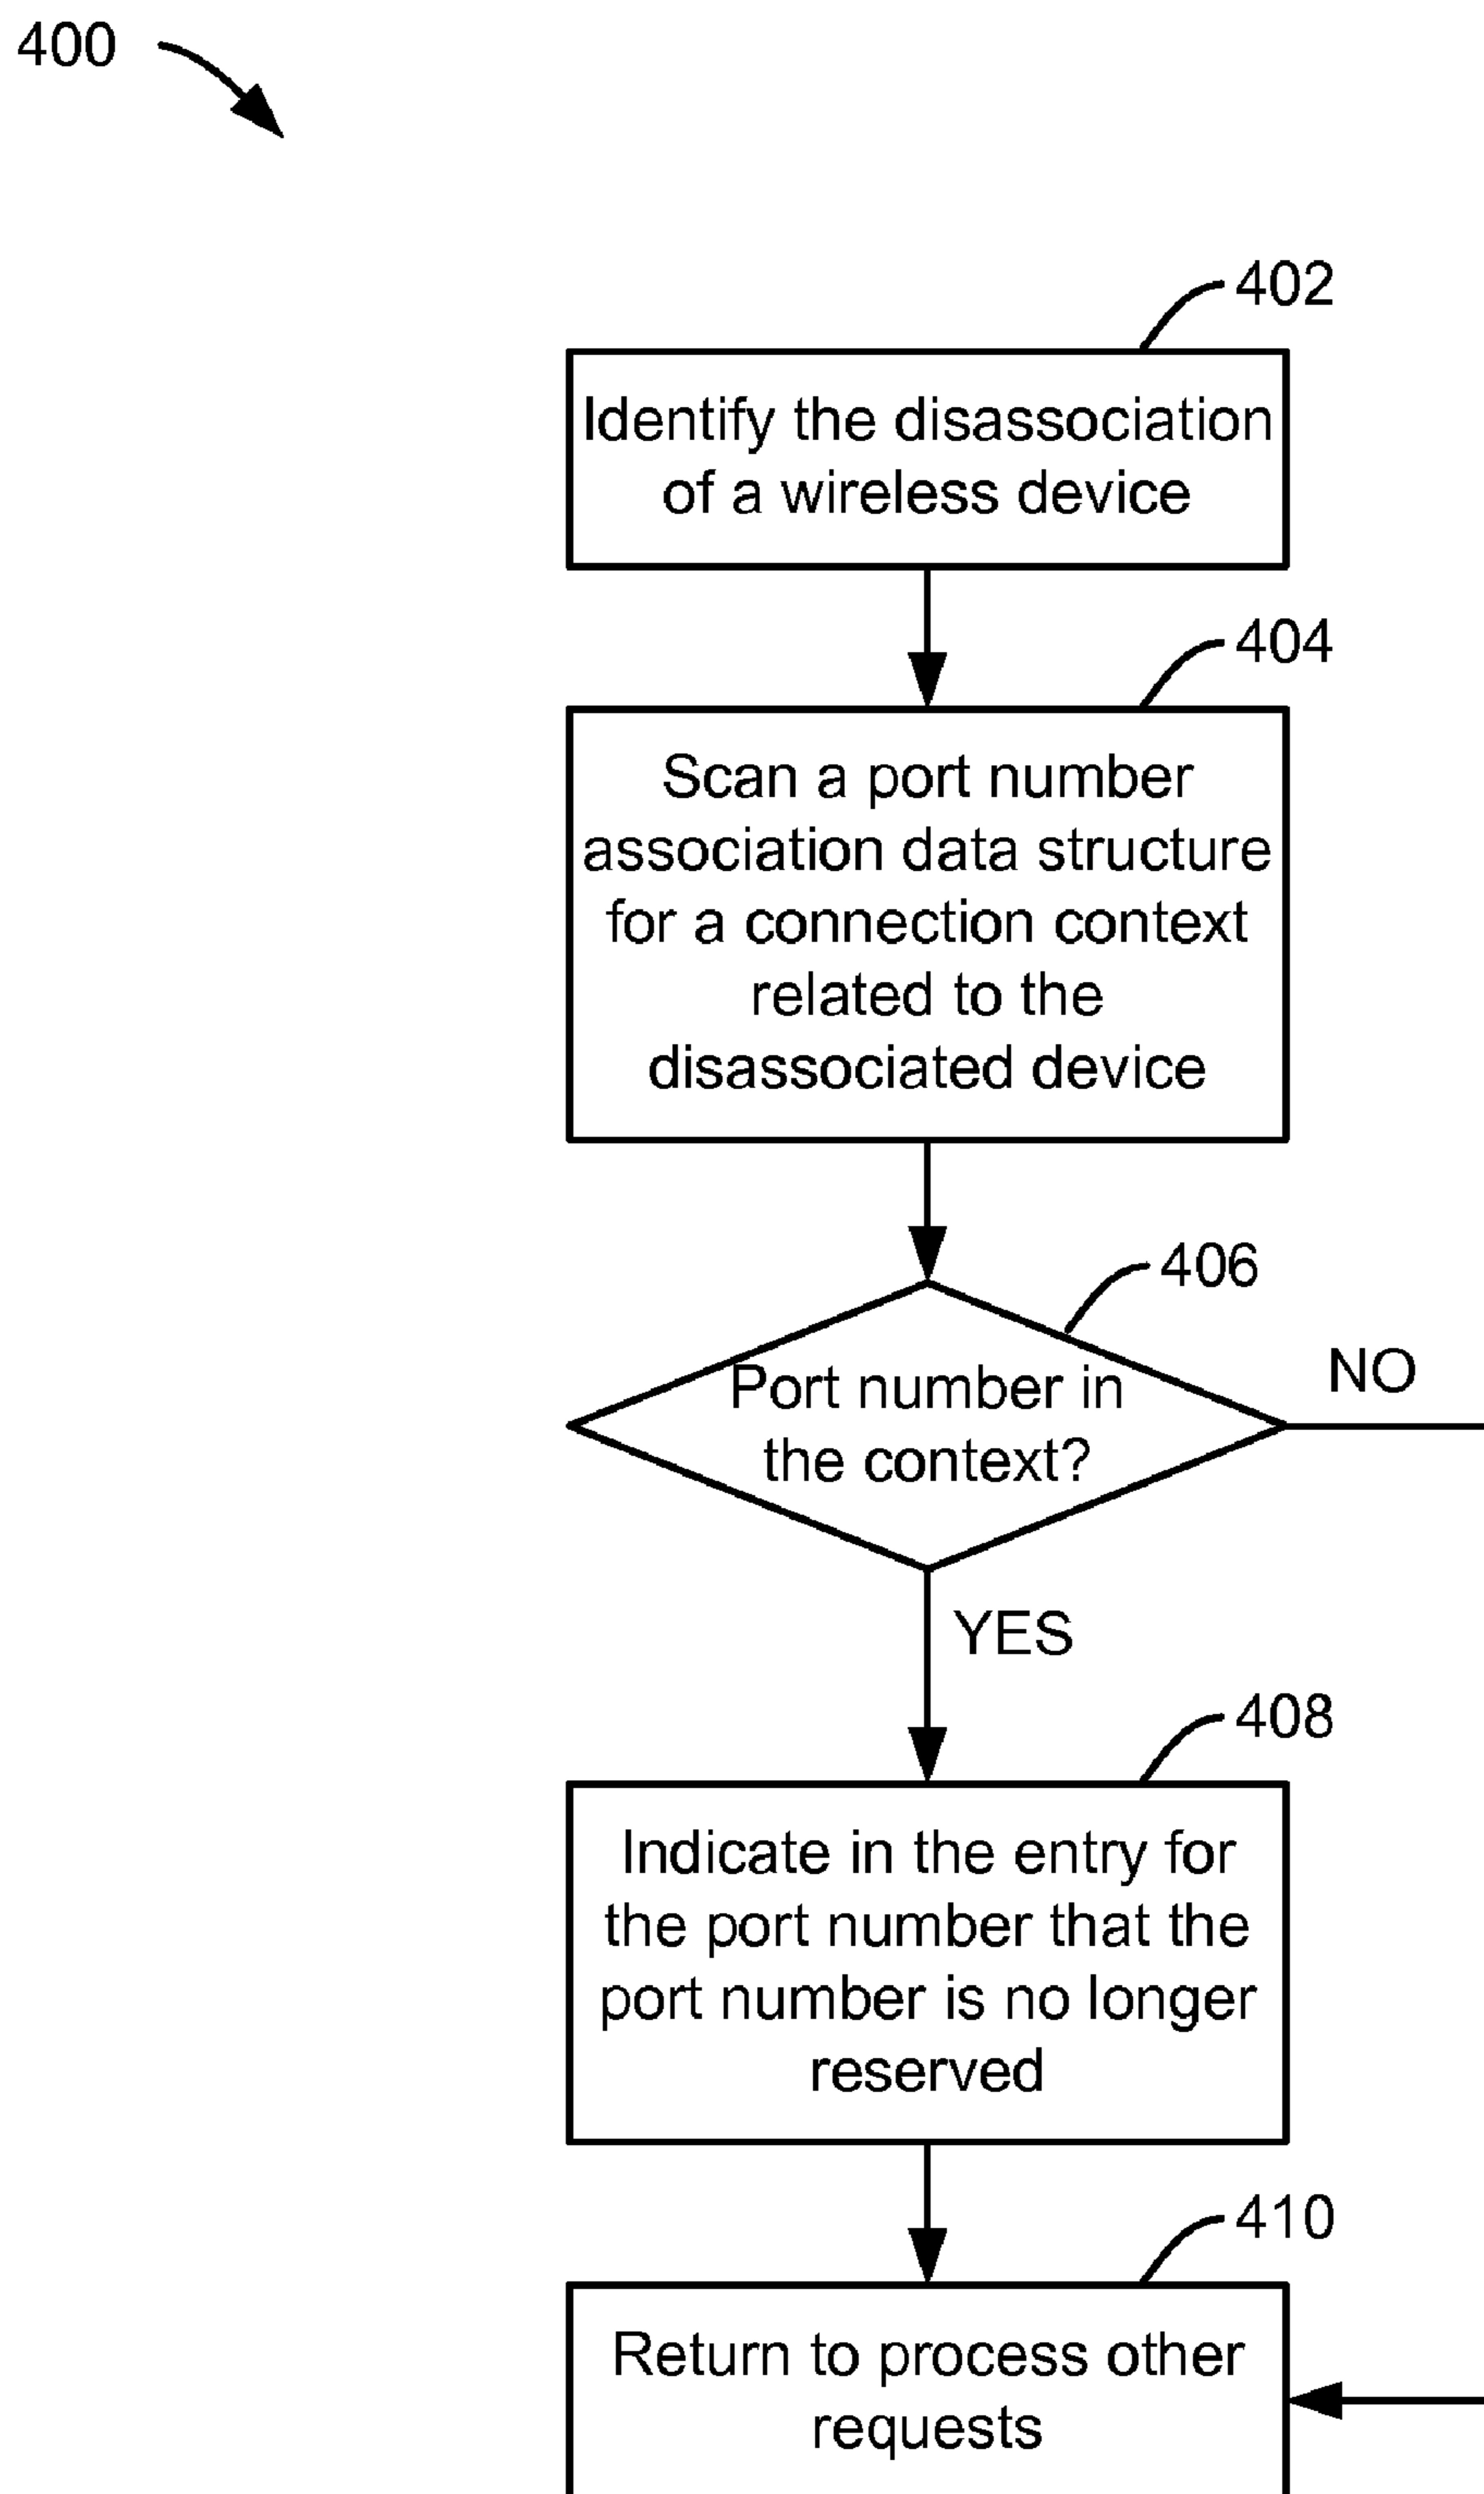 400
402
Identify the disassociation
of a wireless device
404
Scan a port number
association data structure
for a connection context
related to the
disassociated device
406
Port number in
the context?
NO
YES
408
Indicate in the entry for
the port number that the
port number is no longer
reserved
410
Return to process other
requests